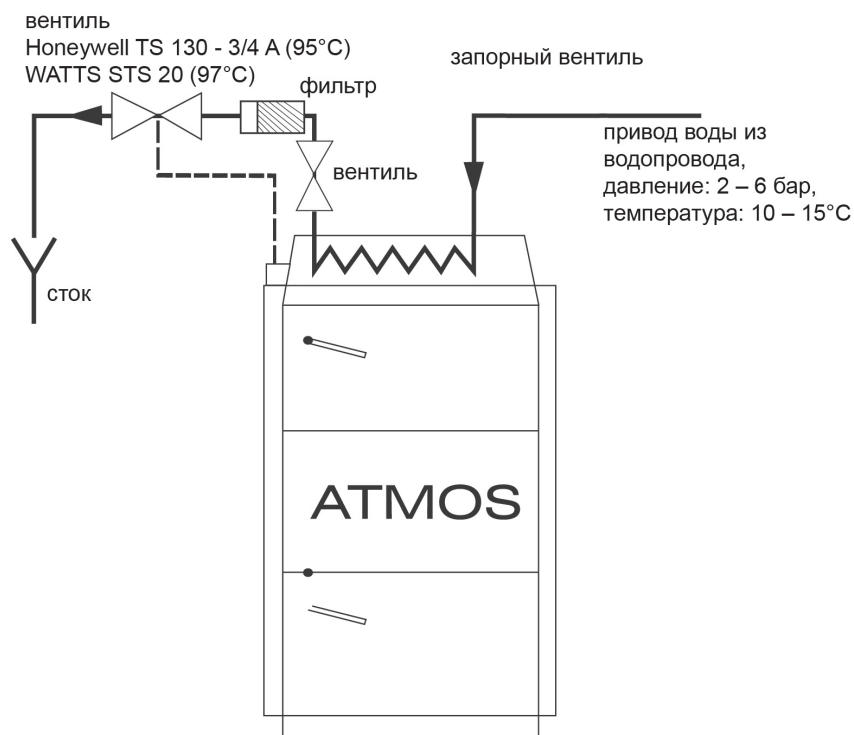 вентиль
Honeywell TS 130 - 3/4 A (95°C)
WATTS STS 20 (97°C)
фильтр
запорный вентиль
привод воды из
водопровода,
давление: 2 – 6 бар,
температура: 10 – 15°C
вентиль
сток
ATMOS